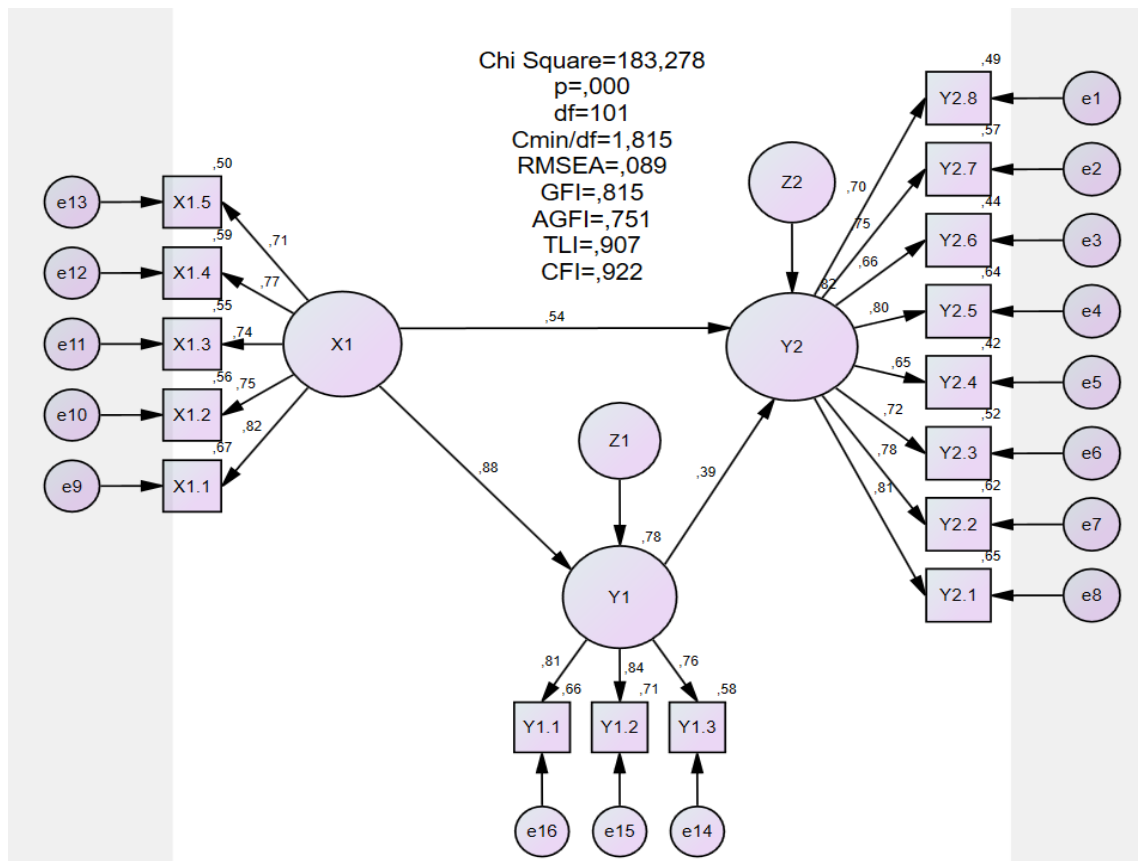 Chi Square=183,278
p=,000
df=101
Cmin/df=1,815
RMSEA=,089
GFI=,815
AGFI=,751
TLI=,907
CFI=,922
,50
e13
X1.5
,71
,59
e12
X1.4
,77
,55
e11
X1.3
,74
,56
e10
X1.2
,75
,67
e9
X1.1
,82
X1
,54
,88
Z1
,78
Y1
,39
,81
,84
,76
,66
,71
,58
Y1.1
Y1.2
Y1.3
e16
e15
e14
Z2
,82
Y2
,70
,75
,66
,80
,65
,72
,78
,81
,49
Y2.8
e1
,57
Y2.7
e2
,44
Y2.6
e3
,64
Y2.5
e4
,42
Y2.4
e5
,52
Y2.3
e6
,62
Y2.2
e7
,65
Y2.1
e8